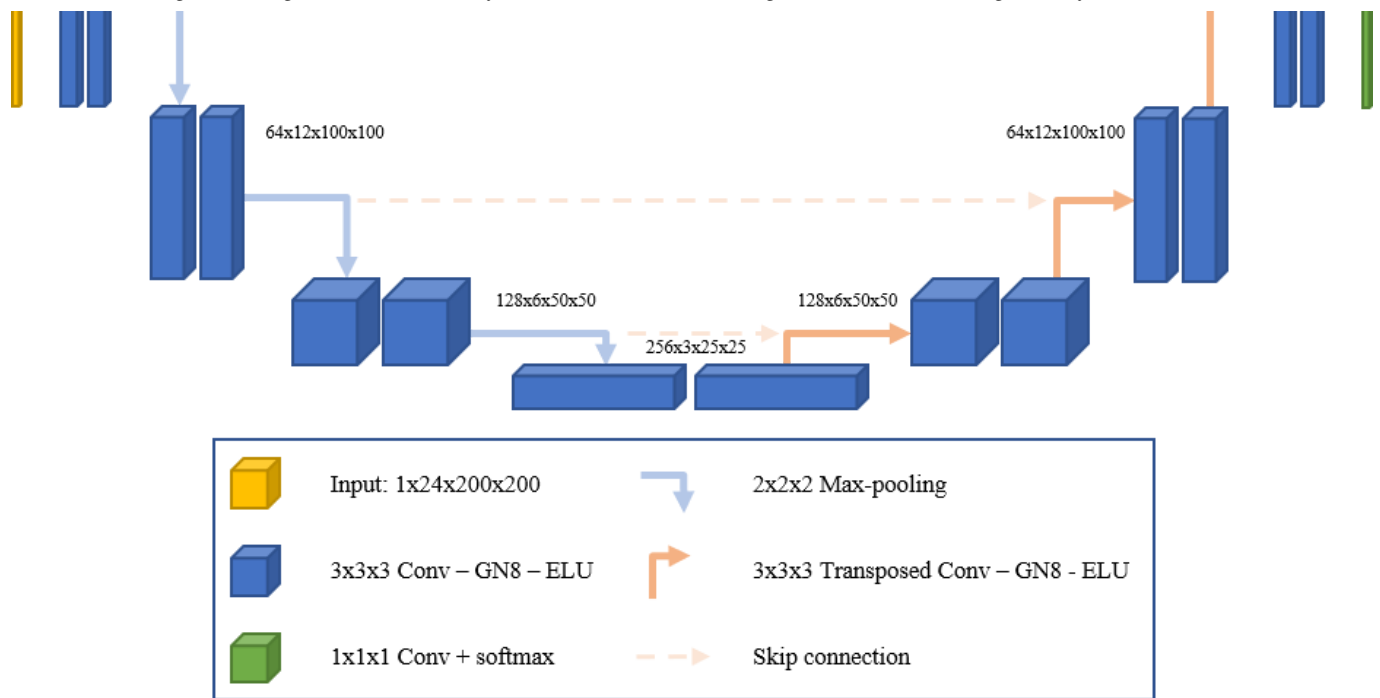 64x12x100x100
64x12x100x100
128x6x50x50
128x6x50x50
256x3x25x25
Input: 1x24x200x200
2x2x2 Max-pooling
3x3x3 Conv – GN8 – ELU
3x3x3 Transposed Conv – GN8 - ELU
1x1x1 Conv + softmax
Skip connection